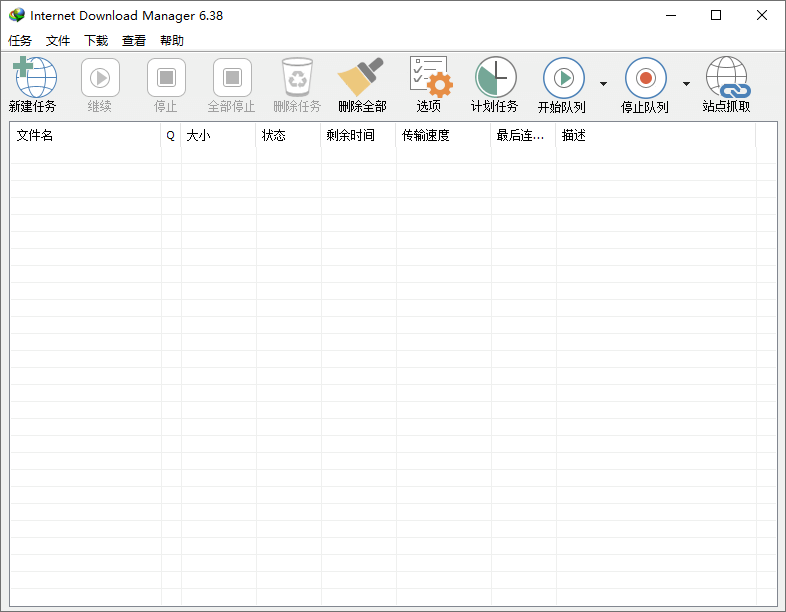 Internet Download Manager 6.38
任务 文件 下载 查看 帮助
新建任务 继续 停止 全部停止 删除任务 删除全部 选项 计划任务 开始队列 停止队列 站点抓取
文件名 Q 大小 状态 剩余时间 传输速度 最后连... 描述